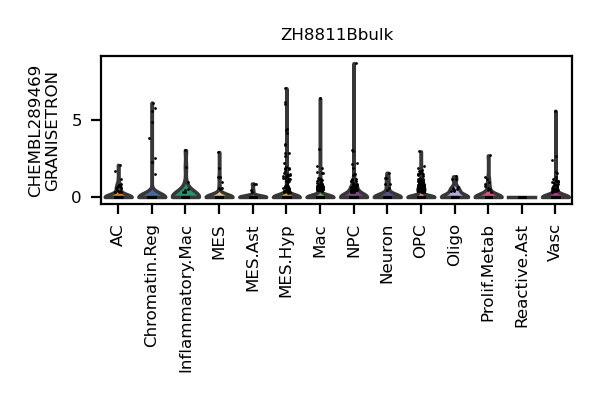 ZH8811Bbulk
CHEMBL289469
GRANISETRON
5
0
AC
Chromatin.Reg
Inflammatory.Mac
MES
MES.Ast
MES.Hyp
Mac
NPC
Neuron
OPC
Oligo
Prolif.Metab
Reactive.Ast
Vasc